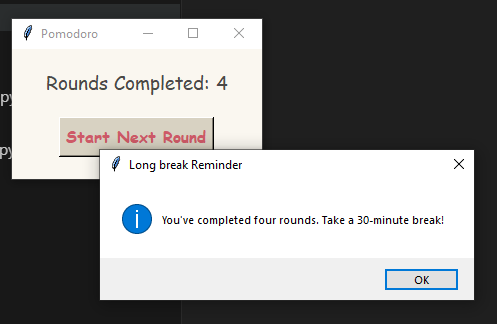 Pomodoro
Rounds Completed: 4
py
Start Next Round
py
Long break Reminder
You've completed four rounds. Take a 30-minute break!
OK